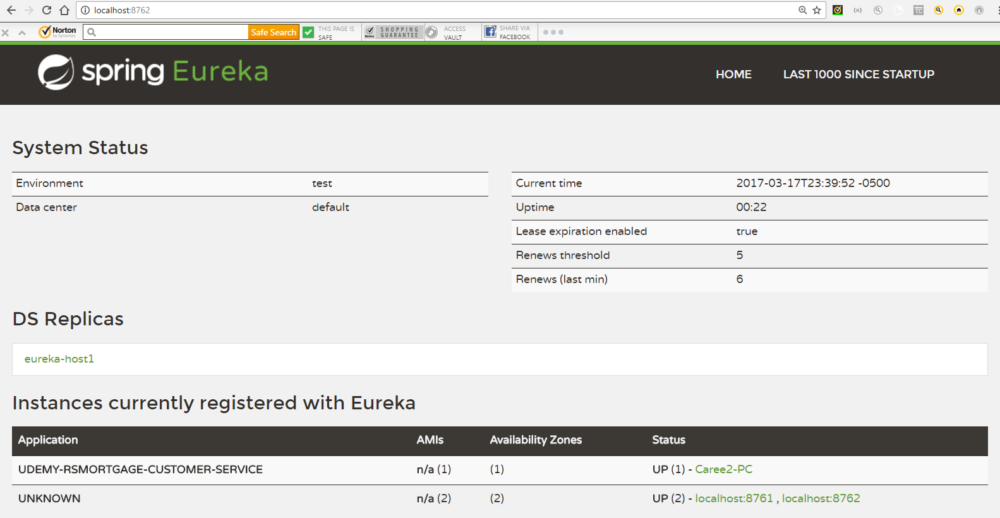 localhost:8762
Norton
by Symantec
Safe Search
THIS PAGE IS
SAFE
Norton
SHOPPING
GUARANTEE
ACCESS
VAULT
SHARE VIA
FACEBOOK
TC
spring Eureka
HOME LAST 1000 SINCE STARTUP
System Status
Environment test
Data center default
Current time 2017-03-17T23:39:52 -0500
Uptime 00:22
Lease expiration enabled true
Renews threshold 5
Renews (last min) 6
DS Replicas
eureka-host1
Instances currently registered with Eureka
Application AMIs Availability Zones Status
UDEMY-RSMORTGAGE-CUSTOMER-SERVICE n/a (1) (1) UP (1) - Caree2-PC
UNKNOWN n/a (2) (2) UP (2) - localhost:8761 , localhost:8762